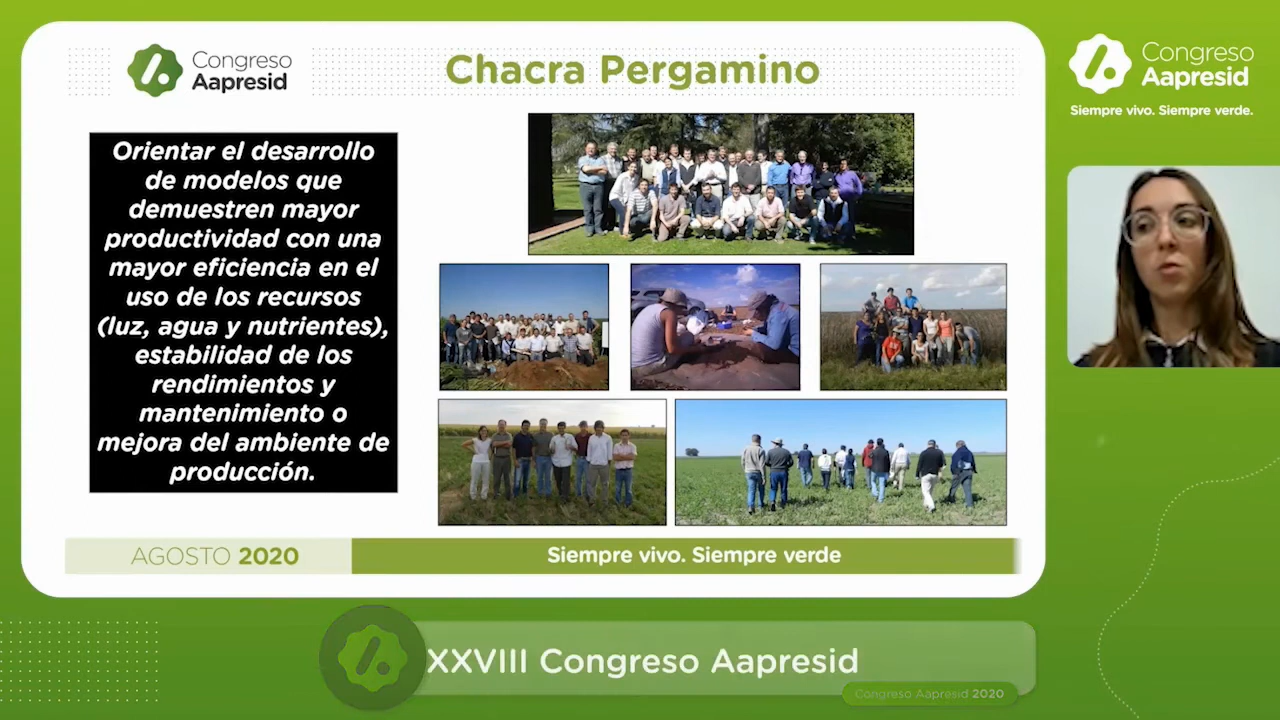 Congreso
Aapresid
Chacra Pergamino
Orientar el desarrollo
de modelos que
demuestren mayor
productividad con una
mayor eficiencia en el
uso de los recursos
(luz, agua y nutrientes),
estabilidad de los
rendimientos y
mantenimiento o
mejora del ambiente de
producción.
AGOSTO 2020
Siempre vivo. Siempre verde
Congreso
Aapresid
Siempre vivo. Siempre verde.
XXVIII Congreso Aapresid
Congreso Aapresid 2020